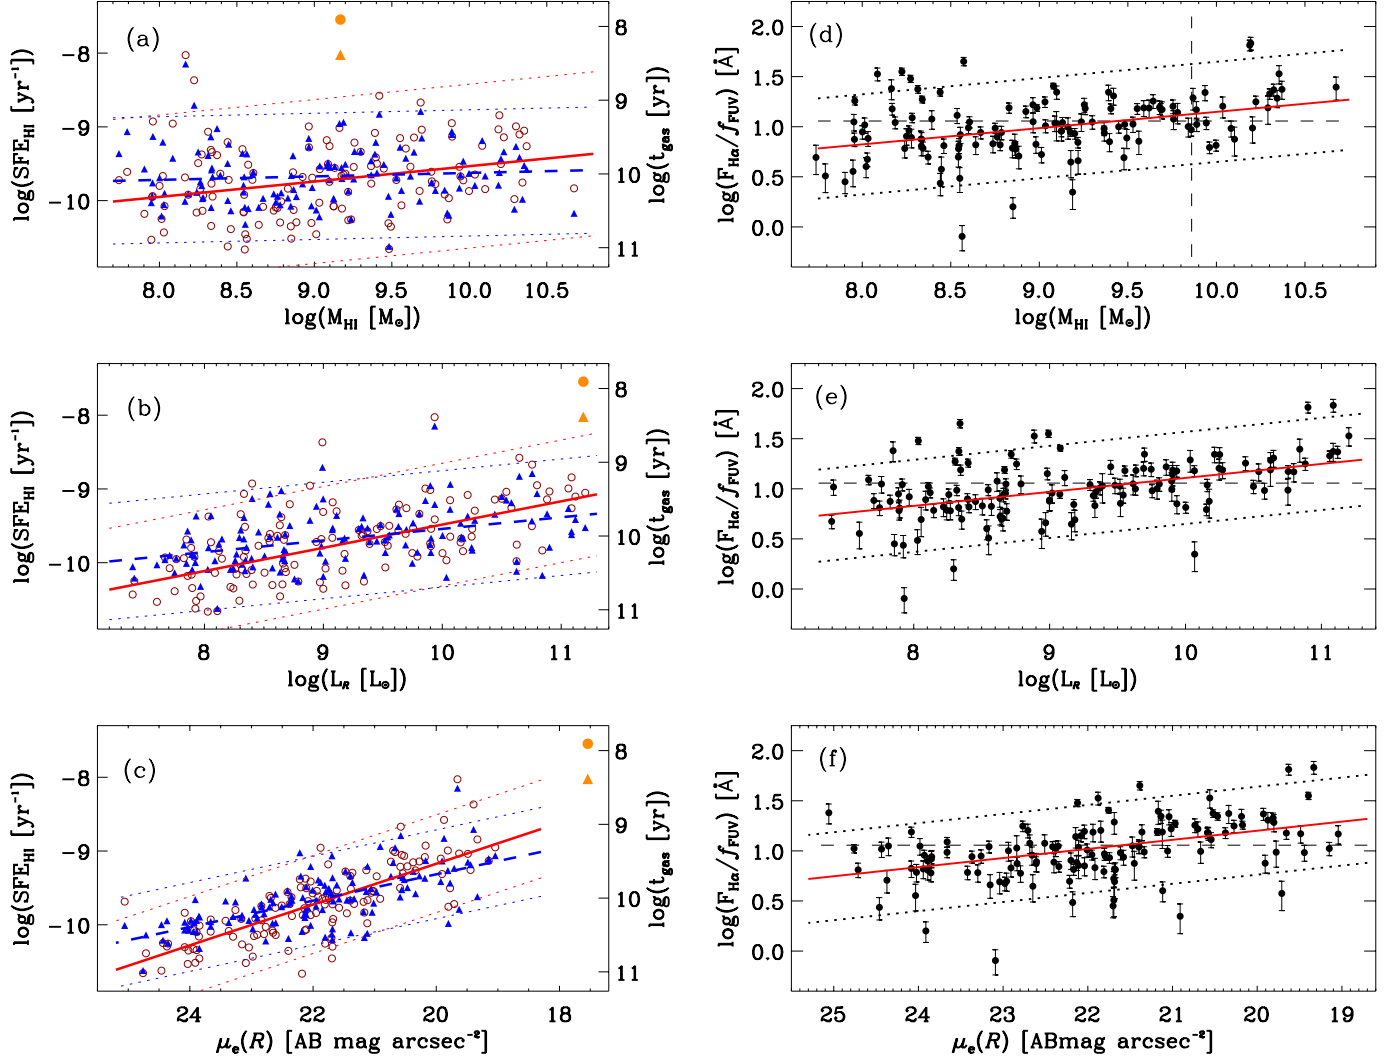 (a)
log(SFE_HI [yr⁻¹])
-8
-9
-10
log(t_gas [yr])
8
9
10
11
8.0 8.5 9.0 9.5 10.0 10.5
log(M_HI [M_⊙])
(d)
log(F_Hα/f_FUV) [Å]
2.0
1.5
1.0
0.5
0.0
8.0 8.5 9.0 9.5 10.0 10.5
log(M_HI [M_⊙])
(b)
log(SFE_HI [yr⁻¹])
-8
-9
-10
log(t_gas [yr])
8
9
10
11
8 9 10 11
log(L_R [L_⊙])
(e)
log(F_Hα/f_FUV) [Å]
2.0
1.5
1.0
0.5
0.0
8 9 10 11
log(L_R [L_⊙])
(c)
log(SFE_HI [yr⁻¹])
-8
-9
-10
log(t_gas [yr])
8
9
10
11
24 22 20 18
μ_e(R) [AB mag arcsec⁻²]
(f)
log(F_Hα/f_FUV) [Å]
2.0
1.5
1.0
0.5
0.0
25 24 23 22 21 20 19
μ_e(R) [ABmag arcsec⁻²]